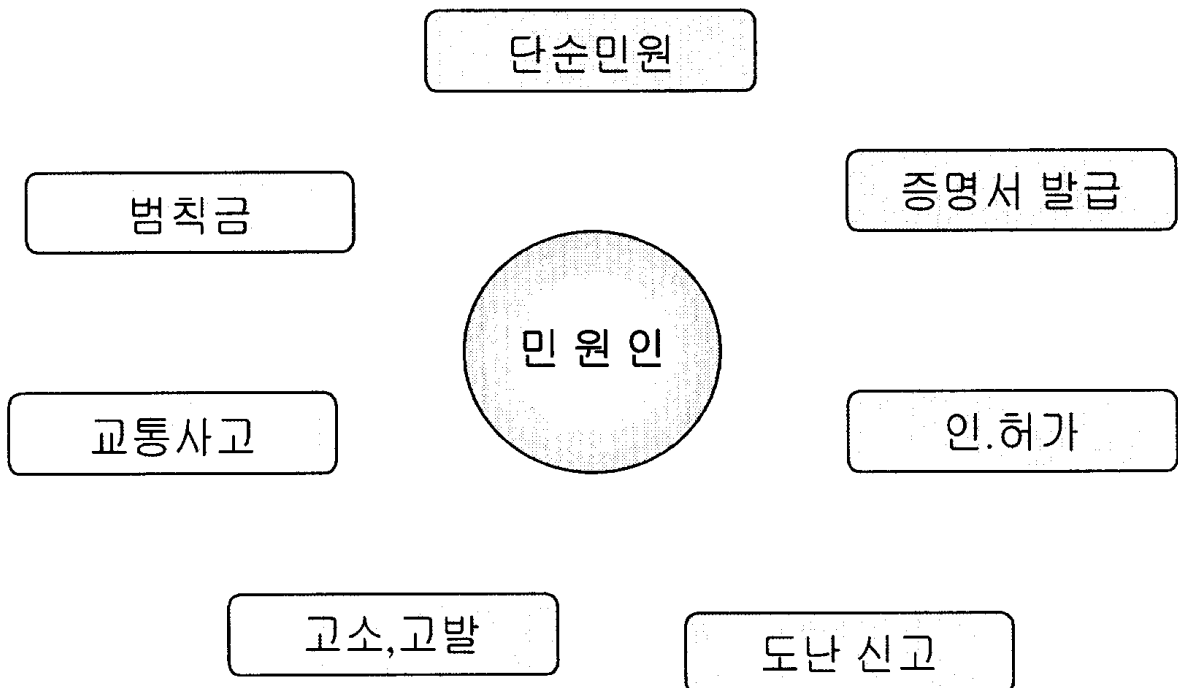 단순민원
증명서 발급
범칙금
민 원 인
교통사고
인.허가
고소,고발
도난 신고